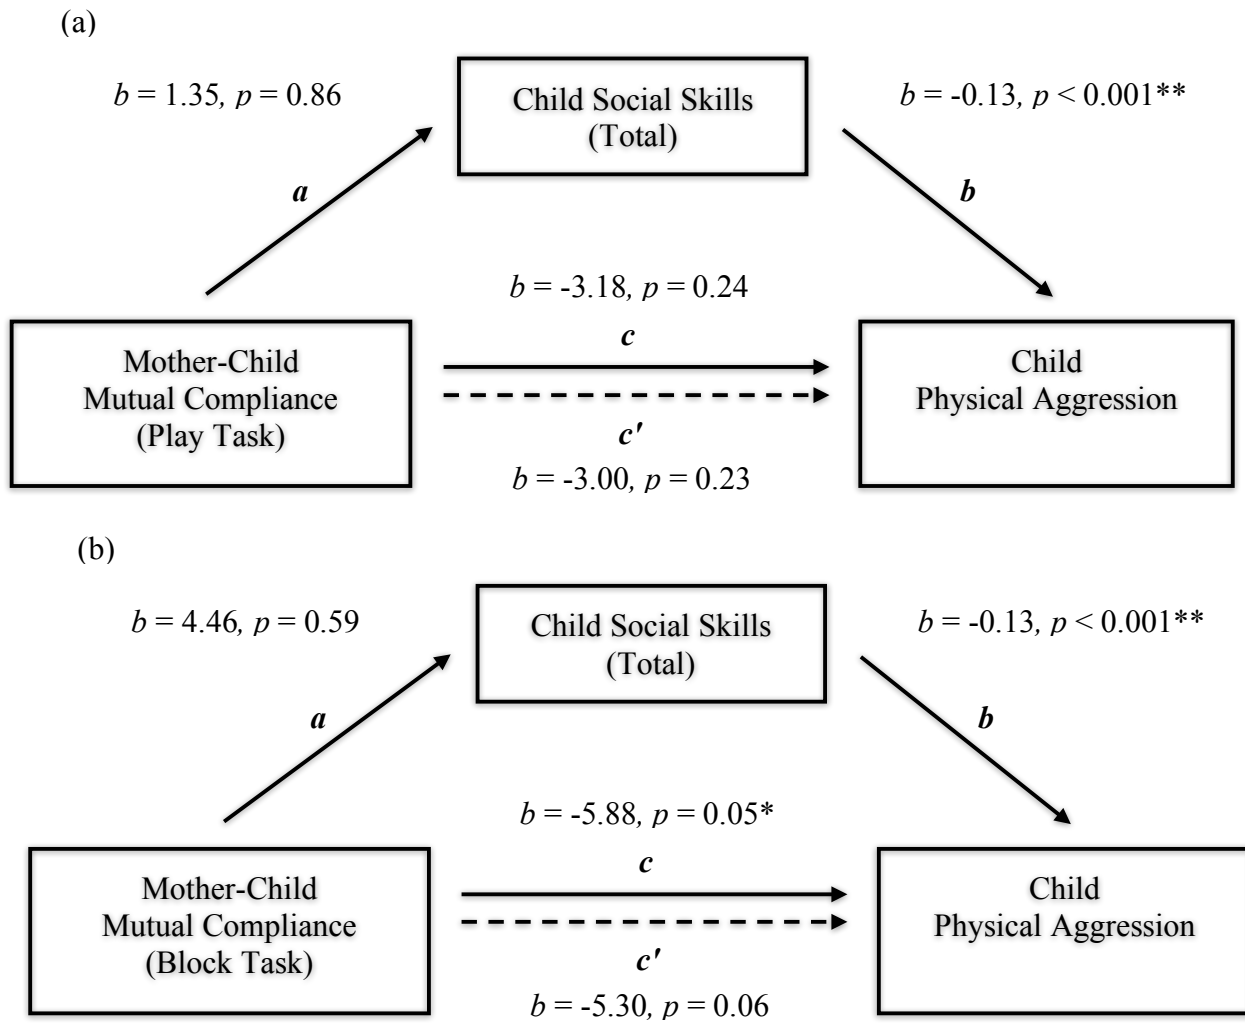 (a)
b = 1.35, p = 0.86
Child Social Skills
(Total)
b = -0.13, p < 0.001**
a
b
b = -3.18, p = 0.24
c
Mother-Child
Mutual Compliance
(Play Task)
Child
Physical Aggression
c'
b = -3.00, p = 0.23
(b)
b = 4.46, p = 0.59
Child Social Skills
(Total)
b = -0.13, p < 0.001**
a
b
b = -5.88, p = 0.05*
c
Mother-Child
Mutual Compliance
(Block Task)
Child
Physical Aggression
c'
b = -5.30, p = 0.06